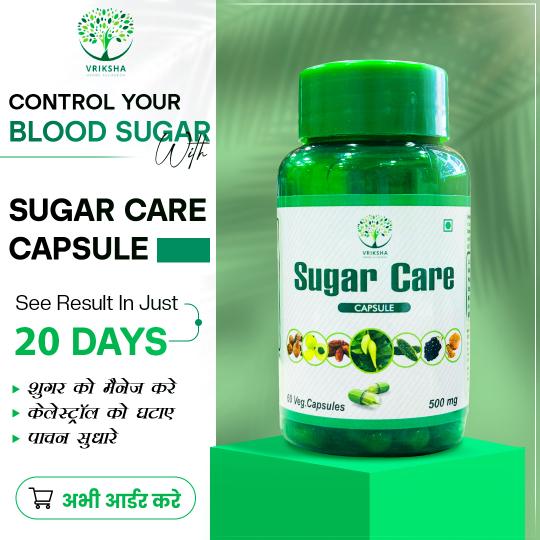 VRIKSHA
CONTROL YOUR
BLOOD SUGAR
With
SUGAR CARE
CAPSULE
See Result In Just
20 DAYS
शुगर को मैनेज करे
केलेस्ट्रॉल को घटाए
पाचन सुधारे
अभी आर्डर करे
VRIKSHA
Sugar Care
CAPSULE
60 Veg.Capsules
500 mg